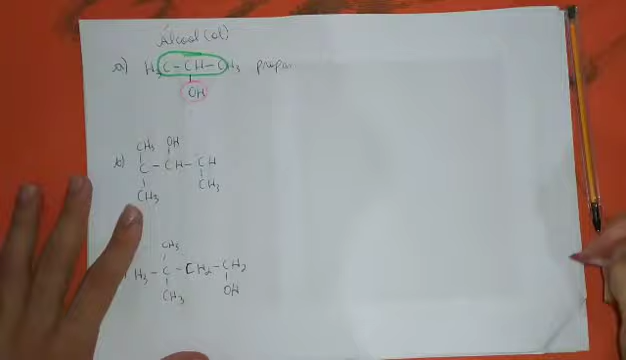 Álcool (ol)
a) H₃C - CH - CH₃ propan
OH
CH₃ OH
b) C - CH - CH
CH₃ CH₃
CH₃
H₃ - C - CH₂ - CH₂
CH₃ OH